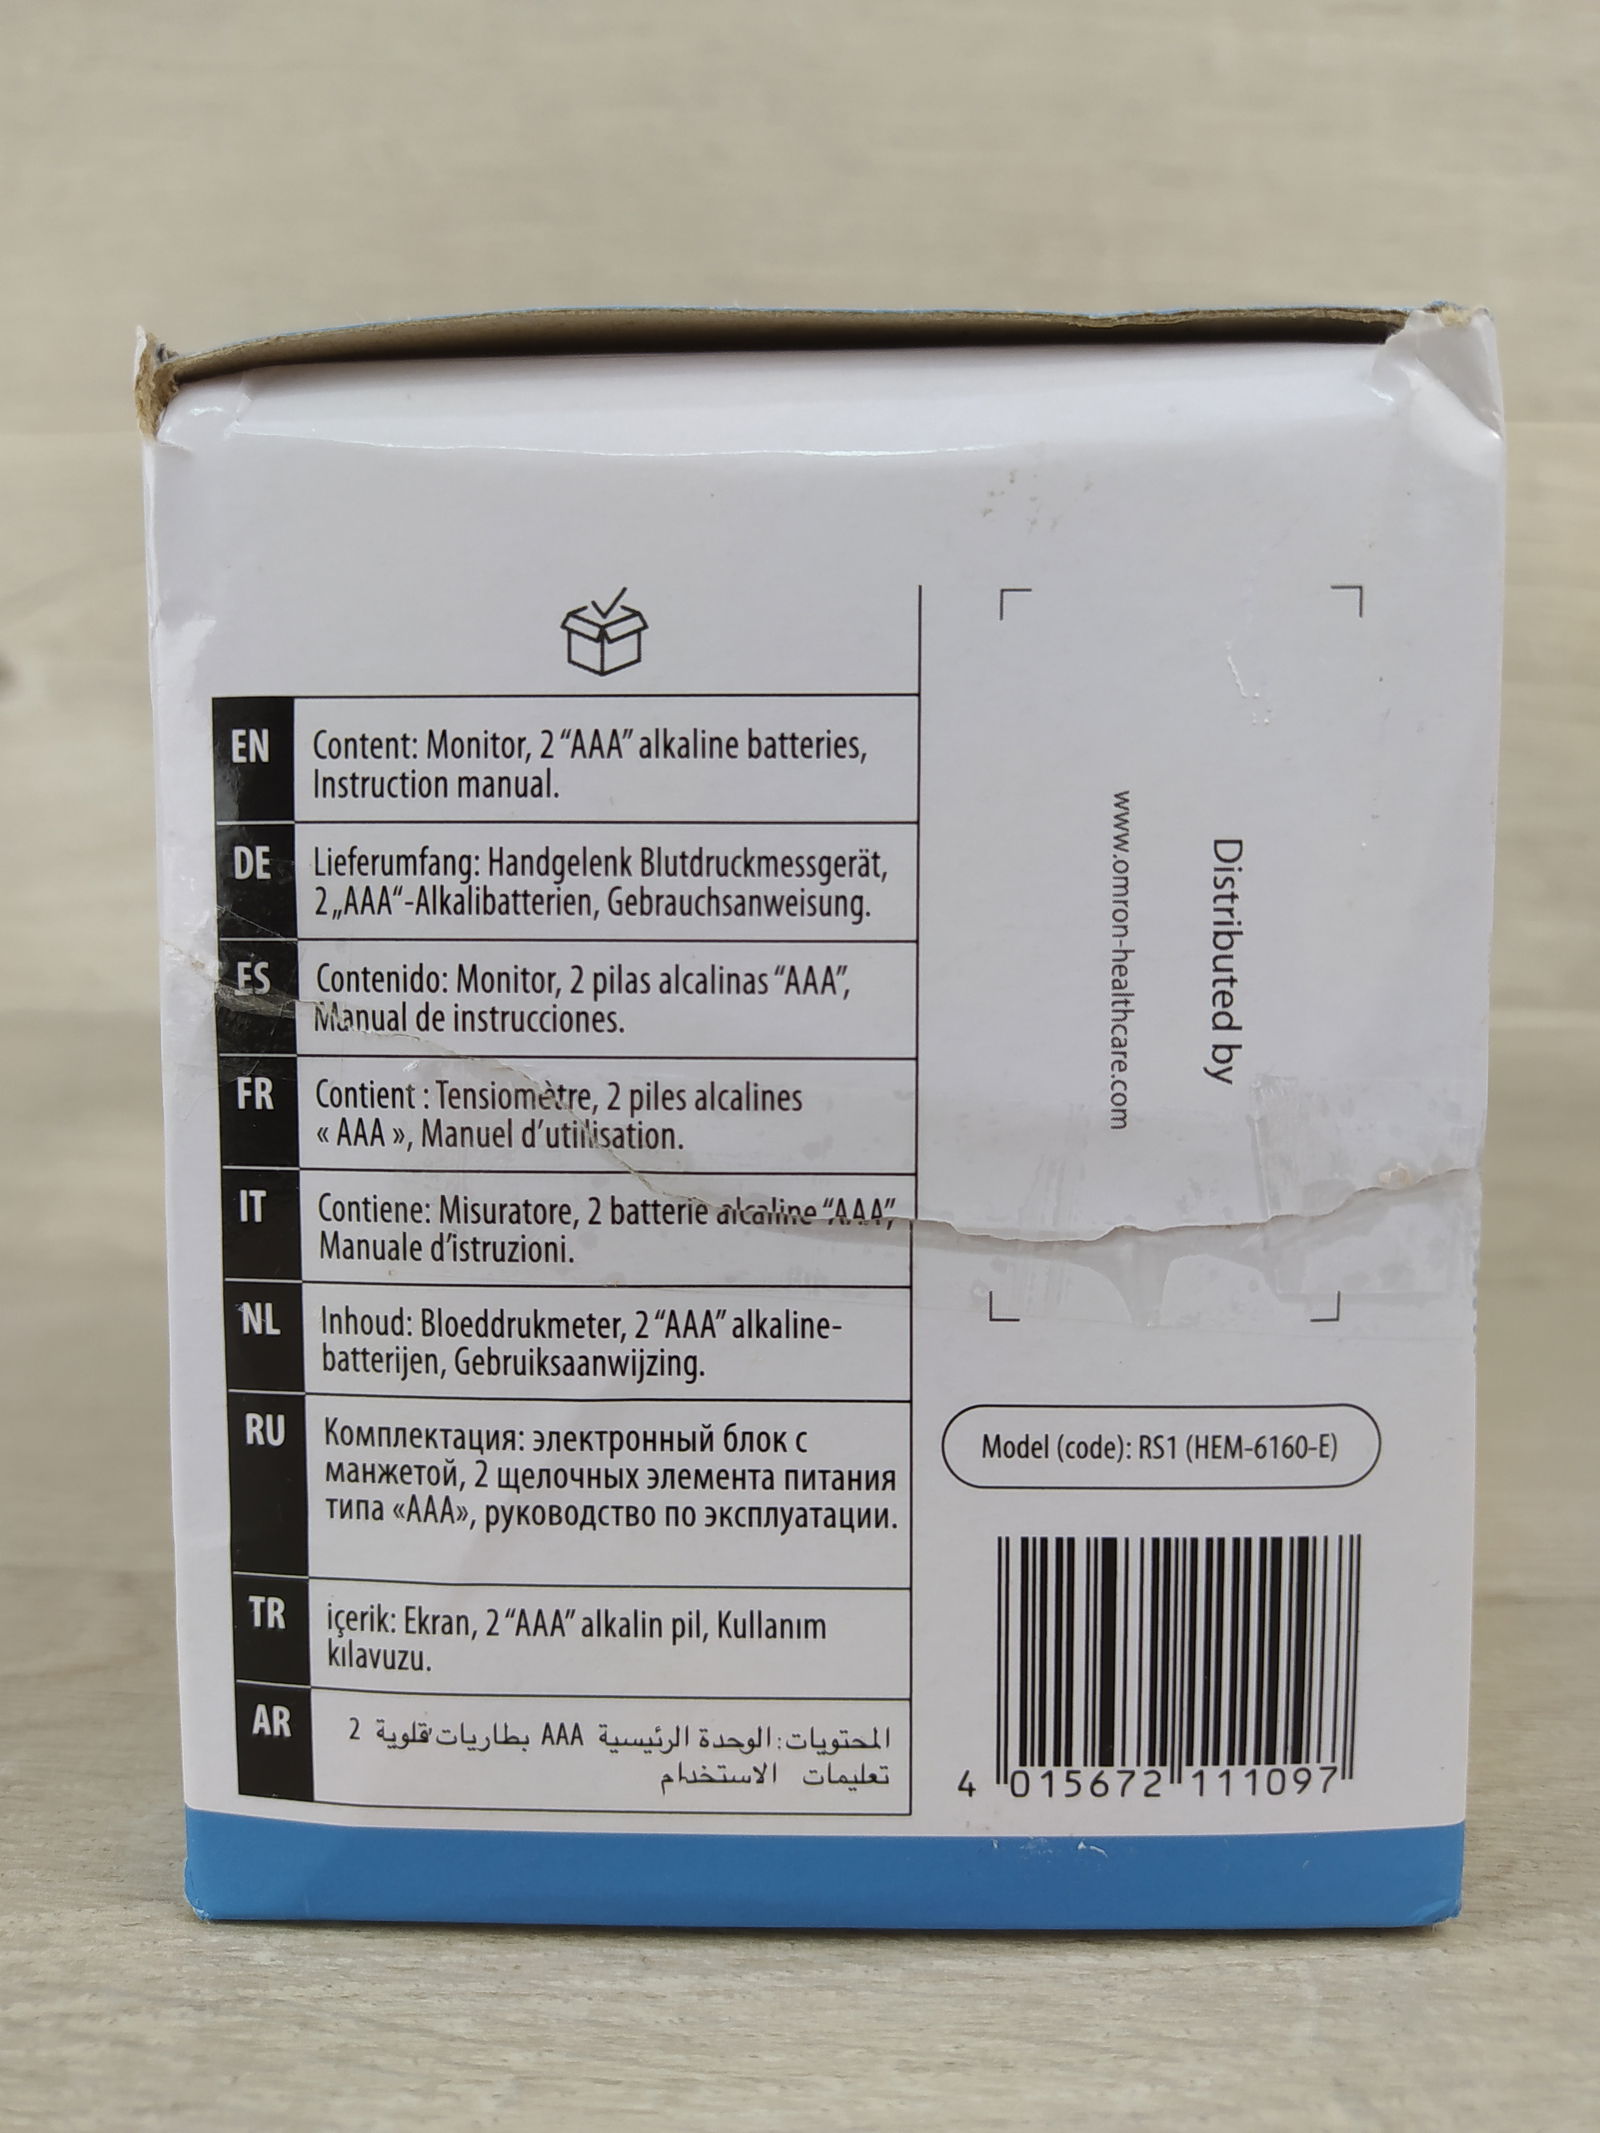 EN
Content: Monitor, 2 “AAA” alkaline batteries,
Instruction manual.
DE
Lieferumfang: Handgelenk Blutdruckmessgerät,
2 „AAA“-Alkalibatterien, Gebrauchsanweisung.
ES
Contenido: Monitor, 2 pilas alcalinas “AAA”,
Manual de instrucciones.
FR
Contient : Tensiomètre, 2 piles alcalines
« AAA », Manuel d’utilisation.
IT
Contiene: Misuratore, 2 batterie alcaline “AAA”,
Manuale d’istruzioni.
NL
Inhoud: Bloeddrukmeter, 2 “AAA” alkaline-
batterijen, Gebruiksaanwijzing.
RU
Комплектация: электронный блок с
манжетой, 2 щелочных элемента питания
типа «ААА», руководство по эксплуатации.
TR
içerik: Ekran, 2 “AAA” alkalin pil, Kullanım
kılavuzu.
AR
المحتويات: الوحدة الرئيسية AAA بطاريات قلوية 2
تعليمات الاستخدام
Distributed by
www.omron-healthcare.com
Model (code): RS1 (HEM-6160-E)
4 015672 111097